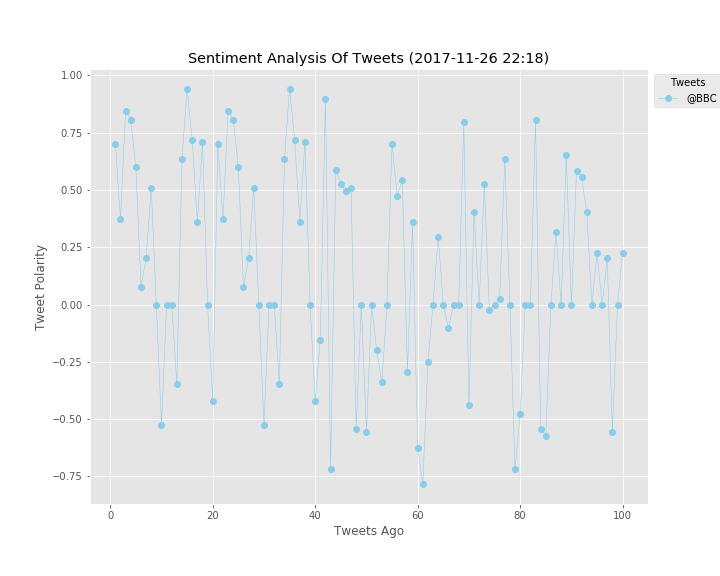 Sentiment Analysis Of Tweets (2017-11-26 22:18)
Tweets
@BBC
1.00
0.75
0.50
0.25
0.00
−0.25
−0.50
−0.75
Tweet Polarity
0 20 40 60 80 100
Tweets Ago